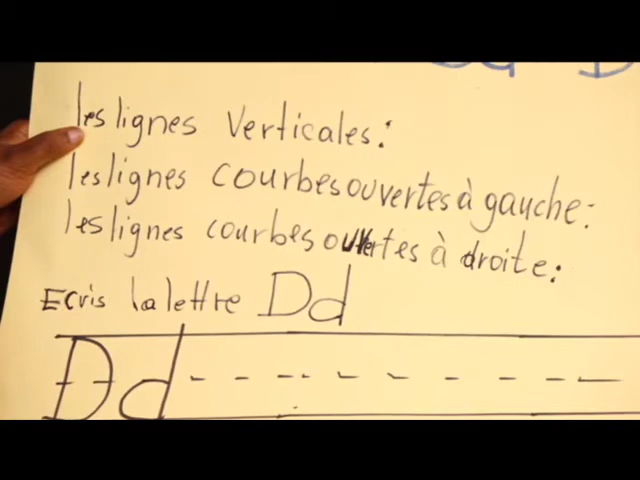 les lignes verticales:
les lignes courbes ouvertes à gauche:
les lignes courbes ouvertes à droite:
Ecris la lettre Dd
Dd